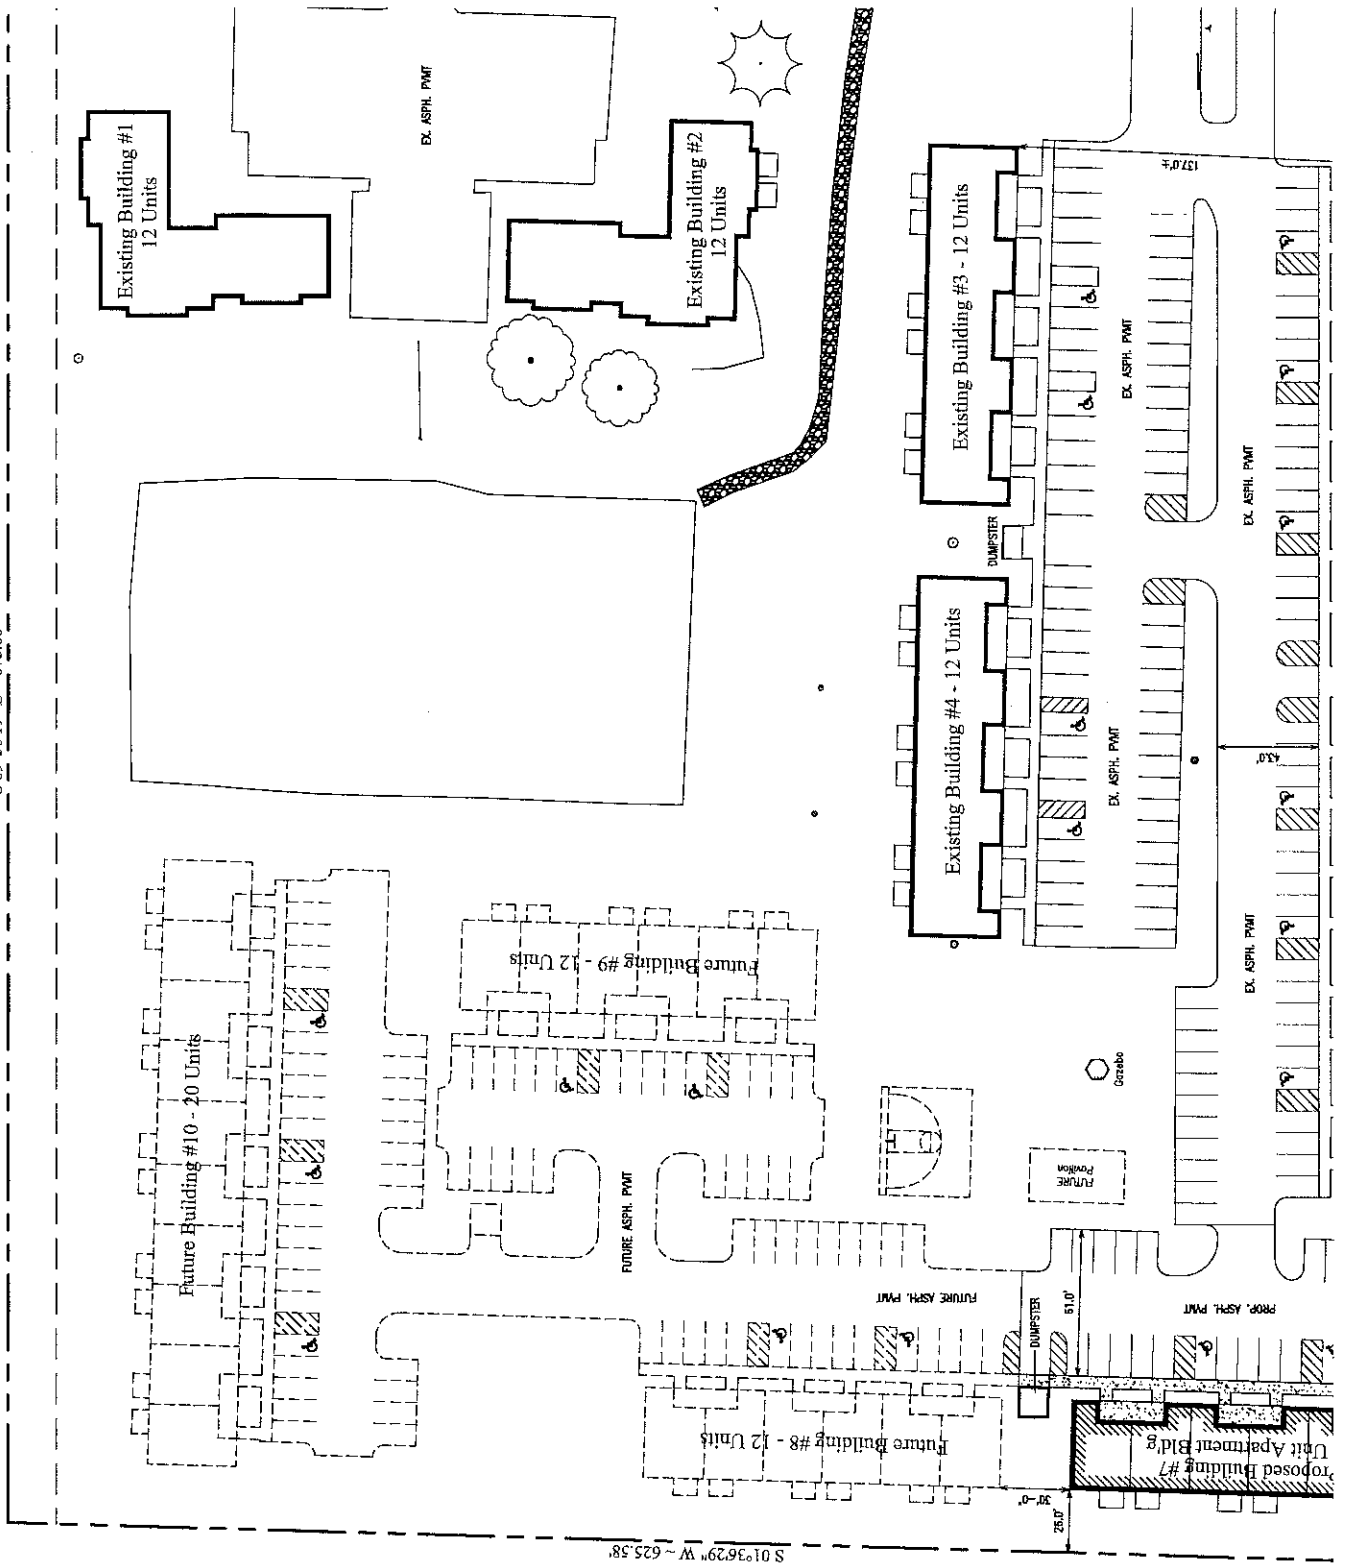 EX. ASPH. PVMT
Existing Building #1
12 Units
Existing Building #2
12 Units
137.0'±
Existing Building #3 - 12 Units
EX. ASPH. PVMT
EX. ASPH. PVMT
DUMPSTER
Existing Building #4 - 12 Units
EX. ASPH. PVMT
43.0'
EX. ASPH. PVMT
Future Building #9 - 12 Units
Future Building #10 - 20 Units
Gazebo
FUTURE
Pavilion
FUTURE ASPH. PVMT
FUTURE ASPH. PVMT
PROP. ASPH. PVMT
DUMPSTER
61.0'
Future Building #8 - 12 Units
Proposed Building #7
Unit Apartment Bld'g
30'-0"
26.0'
S 01°36'29" W ~ 625.58'